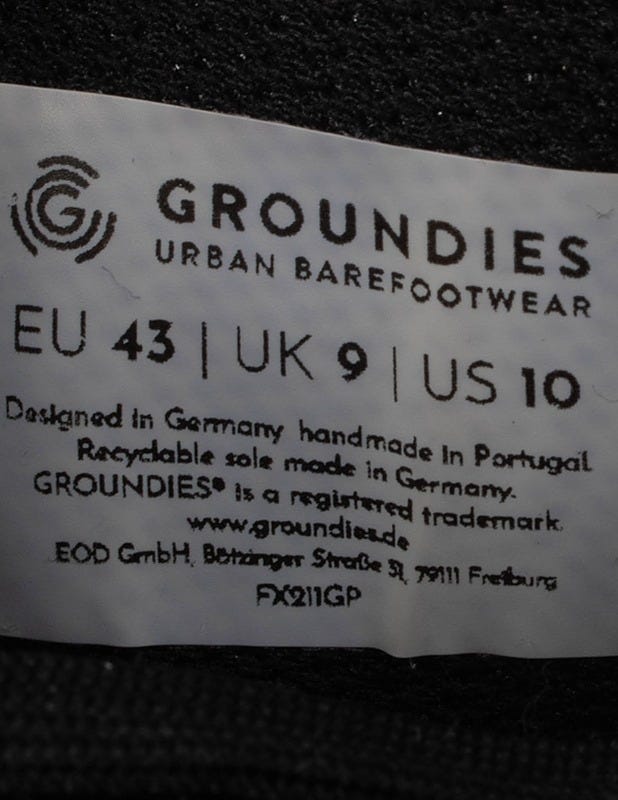 G GROUNDIES
URBAN BAREFOOTWEAR
EU 43 | UK 9 | US 10
Designed in Germany handmade in Portugal
Recyclable sole made in Germany.
GROUNDIES® is a registered trademark.
www.groundies.de
EOD GmbH, Bötzinger Straße 31, 79111 Freiburg
FX211GP